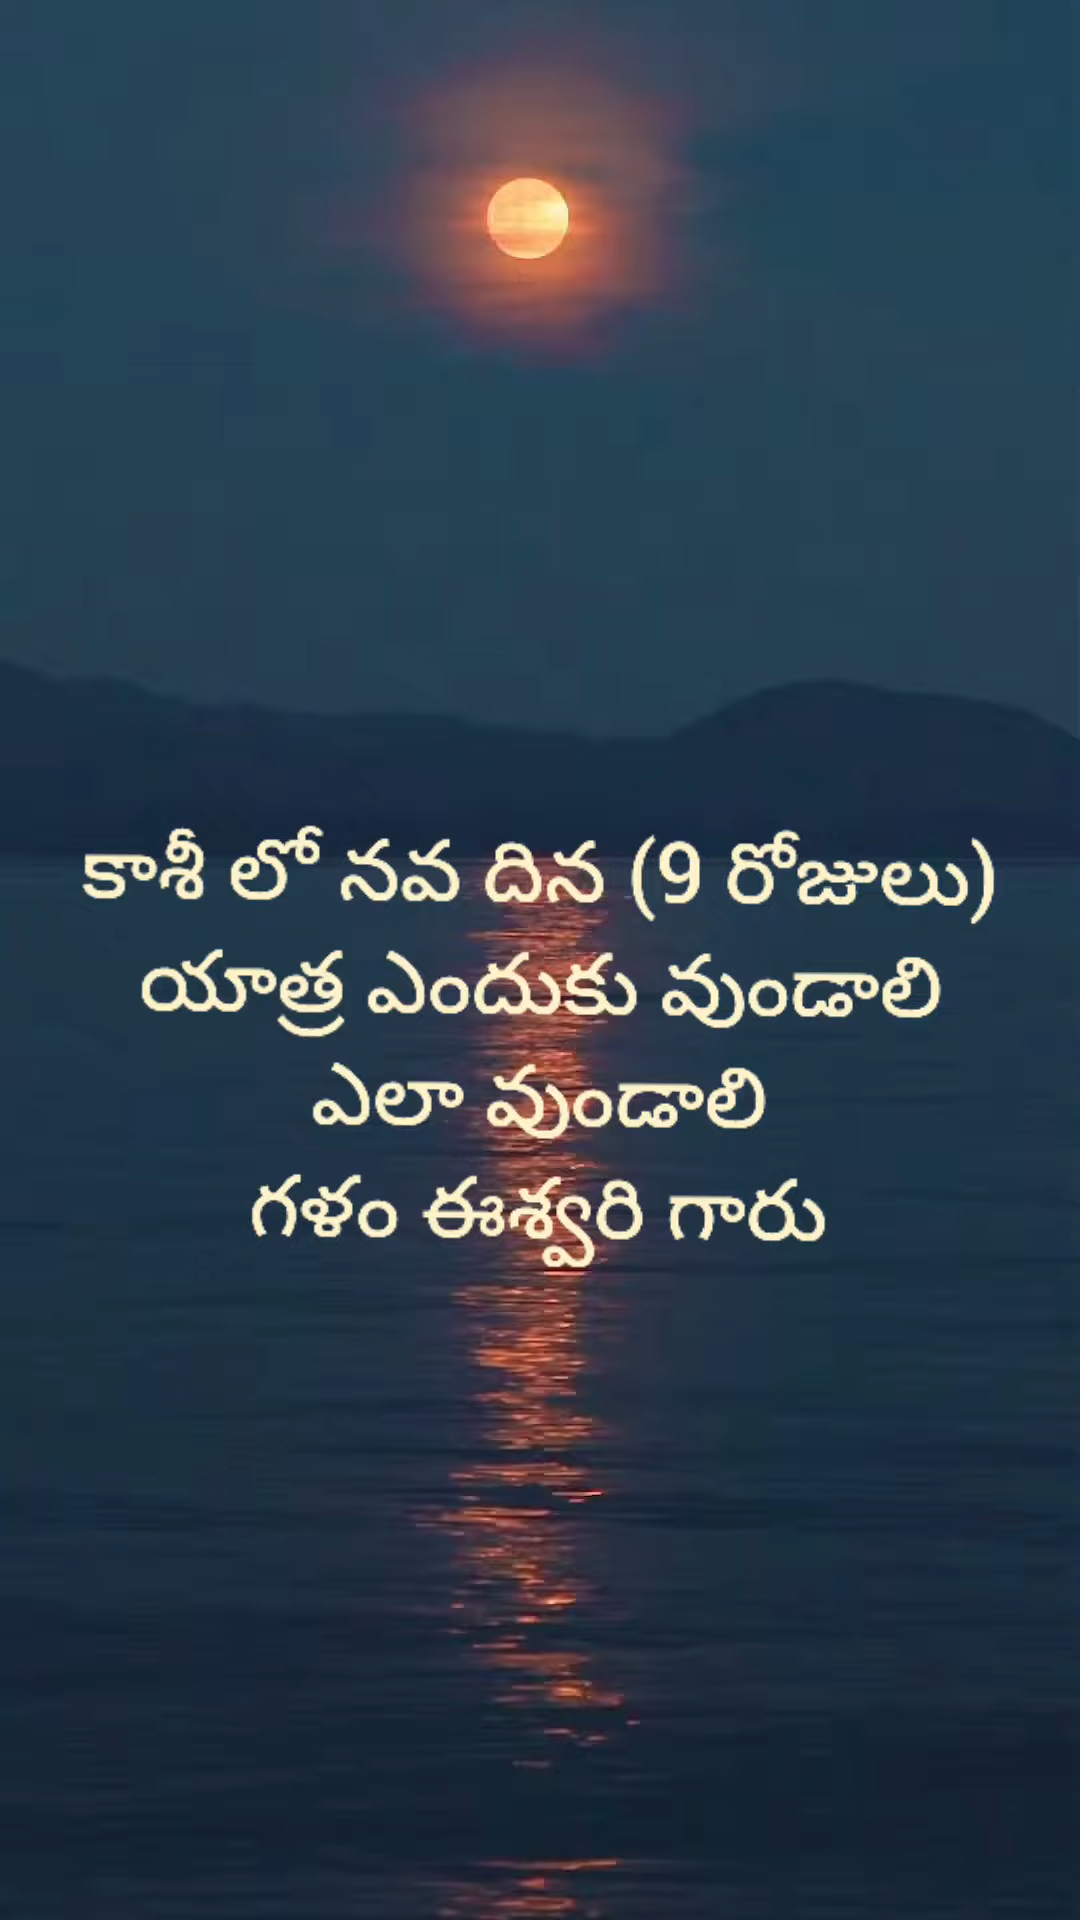 కాశీ లో నవ దిన (9 రోజులు)
యాత్ర ఎందుకు వుండాలి
ఎలా వుండాలి
గళం ఈశ్వరి గారు